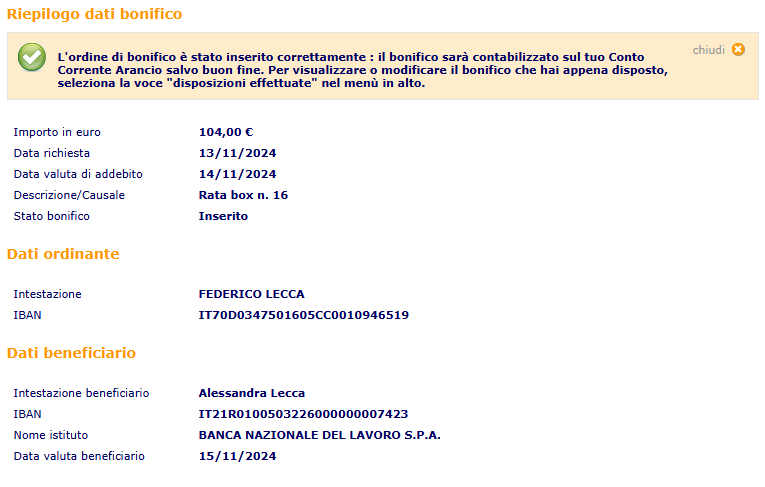 Riepilogo dati bonifico
chiudi
L'ordine di bonifico è stato inserito correttamente : il bonifico sarà contabilizzato sul tuo Conto
Corrente Arancio salvo buon fine. Per visualizzare o modificare il bonifico che hai appena disposto,
seleziona la voce "disposizioni effettuate" nel menù in alto.
Importo in euro 104,00 €
Data richiesta 13/11/2024
Data valuta di addebito 14/11/2024
Descrizione/Causale Rata box n. 16
Stato bonifico Inserito
Dati ordinante
Intestazione FEDERICO LECCA
IBAN IT70D0347501605CC0010946519
Dati beneficiario
Intestazione beneficiario Alessandra Lecca
IBAN IT21R0100503226000000007423
Nome istituto BANCA NAZIONALE DEL LAVORO S.P.A.
Data valuta beneficiario 15/11/2024